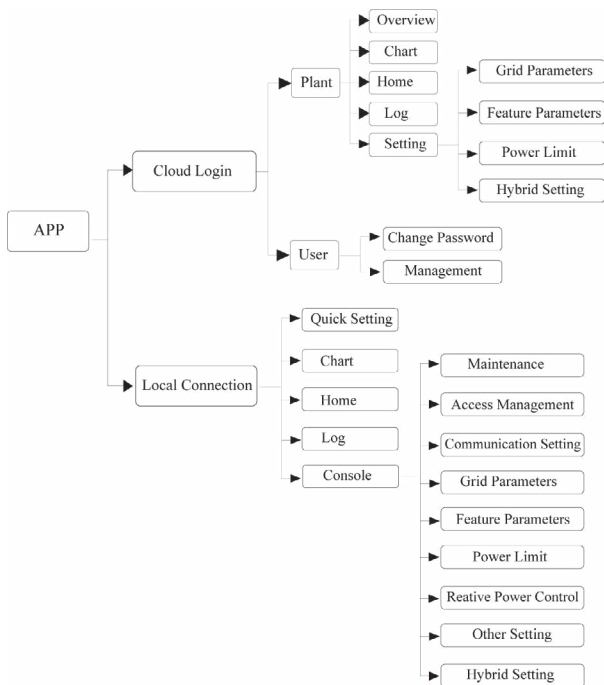 APP
Cloud Login
Plant
Overview
Chart
Home
Log
Setting
Grid Parameters
Feature Parameters
Power Limit
Hybrid Setting
User
Change Password
Management
Local Connection
Quick Setting
Chart
Home
Log
Console
Maintenance
Access Management
Communication Setting
Grid Parameters
Feature Parameters
Power Limit
Reative Power Control
Other Setting
Hybrid Setting